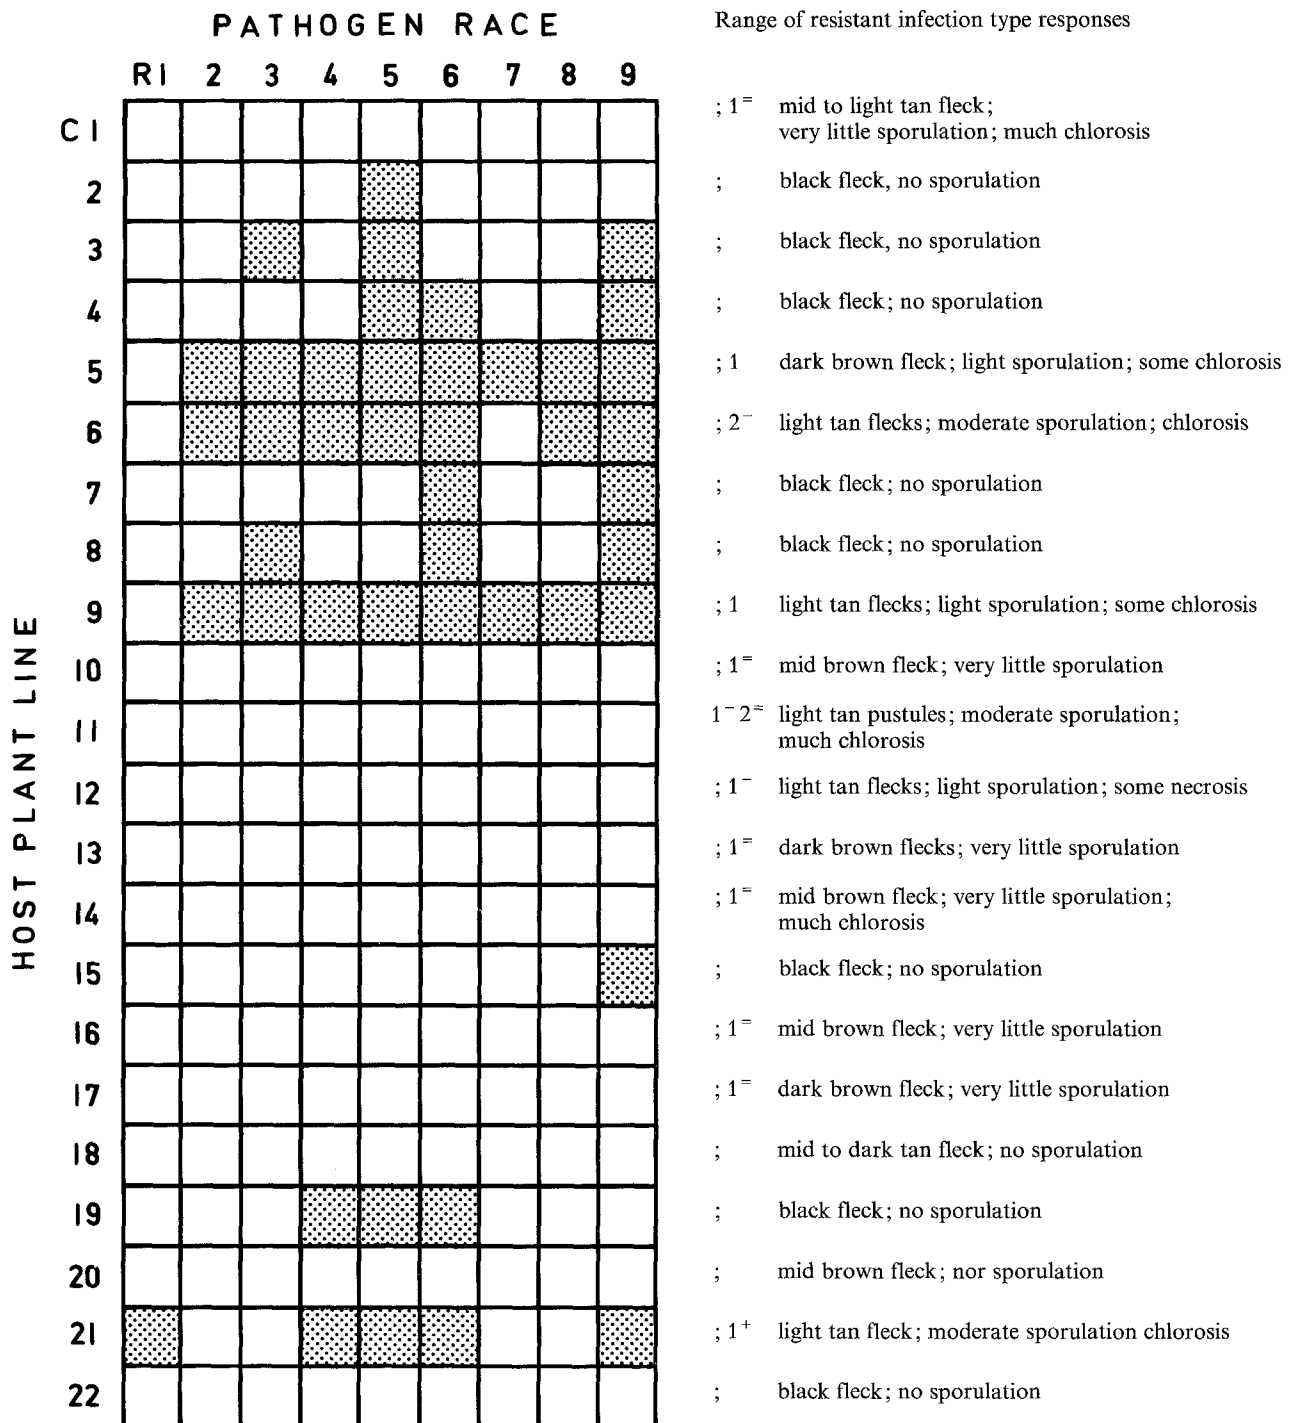 PATHOGEN RACE
Range of resistant infection type responses
R1 2 3 4 5 6 7 8 9
C1 ; 1⁼ mid to light tan fleck;
very little sporulation; much chlorosis
2 ; black fleck, no sporulation
3 ; black fleck, no sporulation
4 ; black fleck; no sporulation
5 ; 1 dark brown fleck; light sporulation; some chlorosis
6 ; 2⁻ light tan flecks; moderate sporulation; chlorosis
7 ; black fleck; no sporulation
8 ; black fleck; no sporulation
9 ; 1 light tan flecks; light sporulation; some chlorosis
10 ; 1⁼ mid brown fleck; very little sporulation
11 1⁻ 2⁼ light tan pustules; moderate sporulation;
much chlorosis
12 ; 1⁻ light tan flecks; light sporulation; some necrosis
13 ; 1⁼ dark brown flecks; very little sporulation
14 ; 1⁼ mid brown fleck; very little sporulation;
much chlorosis
15 ; black fleck; no sporulation
16 ; 1⁼ mid brown fleck; very little sporulation
17 ; 1⁼ dark brown fleck; very little sporulation
18 ; mid to dark tan fleck; no sporulation
19 ; black fleck; no sporulation
20 ; mid brown fleck; nor sporulation
21 ; 1⁺ light tan fleck; moderate sporulation chlorosis
22 ; black fleck; no sporulation
HOST PLANT LINE